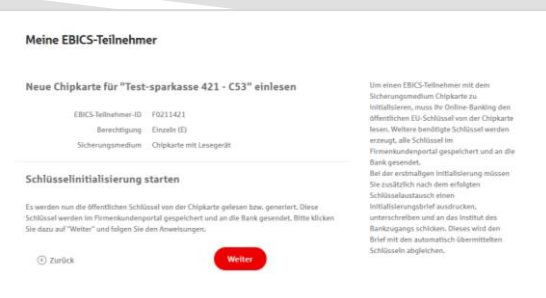 Meine EBICS-Teilnehmer
Neue Chipkarte für "Test-sparkasse 421 - C53" einlesen
EBICS-Teilnehmer-ID F0211421
Berechtigung Einzeln (E)
Sicherungsmedium Chipkarte mit Lesegerät
Schlüsselinitialisierung starten
Es werden nun die öffentlichen Schlüssel von der Chipkarte gelesen bzw. generiert. Diese
Schlüssel werden im Firmenkundenportal gespeichert und an die Bank gesendet. Bitte klicken
Sie dazu auf "Weiter" und folgen Sie den Anweisungen.
Zurück
Weiter
Um einen EBICS-Teilnehmer mit dem
Sicherungsmedium Chipkarte zu
initialisieren, muss Ihr Online-Banking den
öffentlichen EU-Schlüssel von der Chipkarte
lesen. Weitere benötigte Schlüssel werden
erzeugt, alle Schlüssel im
Firmenkundenportal gespeichert und an die
Bank gesendet.
Bei der erstmaligen Initialisierung müssen
Sie zusätzlich nach dem erfolgten
Schlüsselaustausch einen
Initialisierungsbrief ausdrucken,
unterschreiben und an das Institut des
Bankzugangs schicken. Dieses wird den
Brief mit den automatisch übermittelten
Schlüsseln abgleichen.